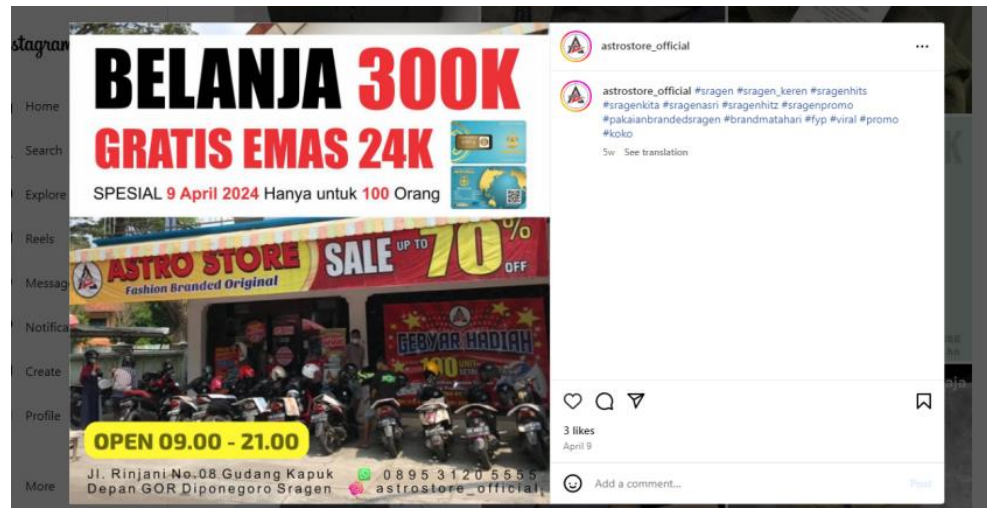 stagram
Home
Search
Explore
Reels
Messag
Notifica
Create
Profile
More
BELANJA 300K
GRATIS EMAS 24K
SPESIAL 9 April 2024 Hanya untuk 100 Orang
ASTRO STORE
Fashion Branded Original
SALE UP TO 70% OFF
GEBYAR HADIAH
100
OPEN 09.00 - 21.00
Jl. Rinjani No.08 Gudang Kapuk
Depan GOR Diponegoro Sragen
0895 3120 5555
astrostore_official
astrostore_official
astrostore_official #sragen #sragen_keren #sragenhits
#sragenkita #sragenasri #sragenhitz #sragenpromo
#pakaianbrandedsragen #brandmatahari #fyp #viral #promo
#koko
5w See translation
3 likes
April 9
Add a comment...
Post